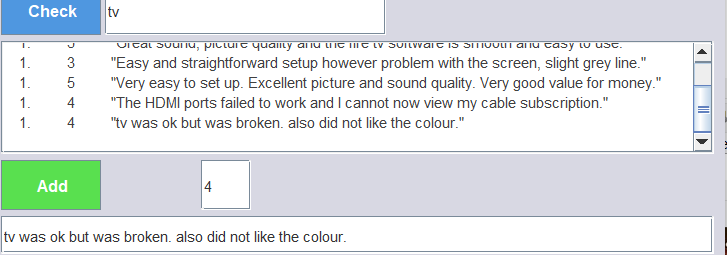 Check tv
1. 5 "Great sound, picture quality and the fire tv software is smooth and easy to use."
1. 3 "Easy and straightforward setup however problem with the screen, slight grey line."
1. 5 "Very easy to set up. Excellent picture and sound quality. Very good value for money."
1. 4 "The HDMI ports failed to work and I cannot now view my cable subscription."
1. 4 "tv was ok but was broken. also did not like the colour."
Add 4
tv was ok but was broken. also did not like the colour.